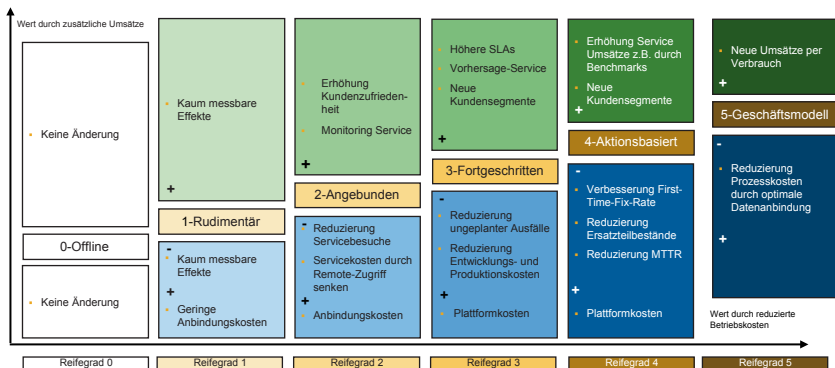 Wert durch zusätzliche Umsätze
Keine Änderung
0-Offline
Keine Änderung
Kaum messbare
Effekte
+
1-Rudimentär
-
Kaum messbare
Effekte
+
Geringe
Anbindungskosten
Erhöhung
Kundenzufrieden-
heit
Monitoring Service
+
2-Angebunden
-
Reduzierung
Servicebesuche
Servicekosten durch
Remote-Zugriff
senken
+
Anbindungskosten
Höhere SLAs
Vorhersage-Service
Neue
Kundensegmente
+
3-Fortgeschritten
-
Reduzierung
ungeplanter Ausfälle
Reduzierung
Entwicklungs- und
Produktionskosten
+
Plattformkosten
Erhöhung Service
Umsätze z.B. durch
Benchmarks
Neue
Kundensegmente
+
4-Aktionsbasiert
-
Verbesserung First-
Time-Fix-Rate
Reduzierung
Ersatzteilbestände
Reduzierung MTTR
+
Plattformkosten
Neue Umsätze per
Verbrauch
+
5-Geschäftsmodell
-
Reduzierung
Prozesskosten
durch optimale
Datenanbindung
+
Wert durch reduzierte
Betriebskosten
Reifegrad 0
Reifegrad 1
Reifegrad 2
Reifegrad 3
Reifegrad 4
Reifegrad 5